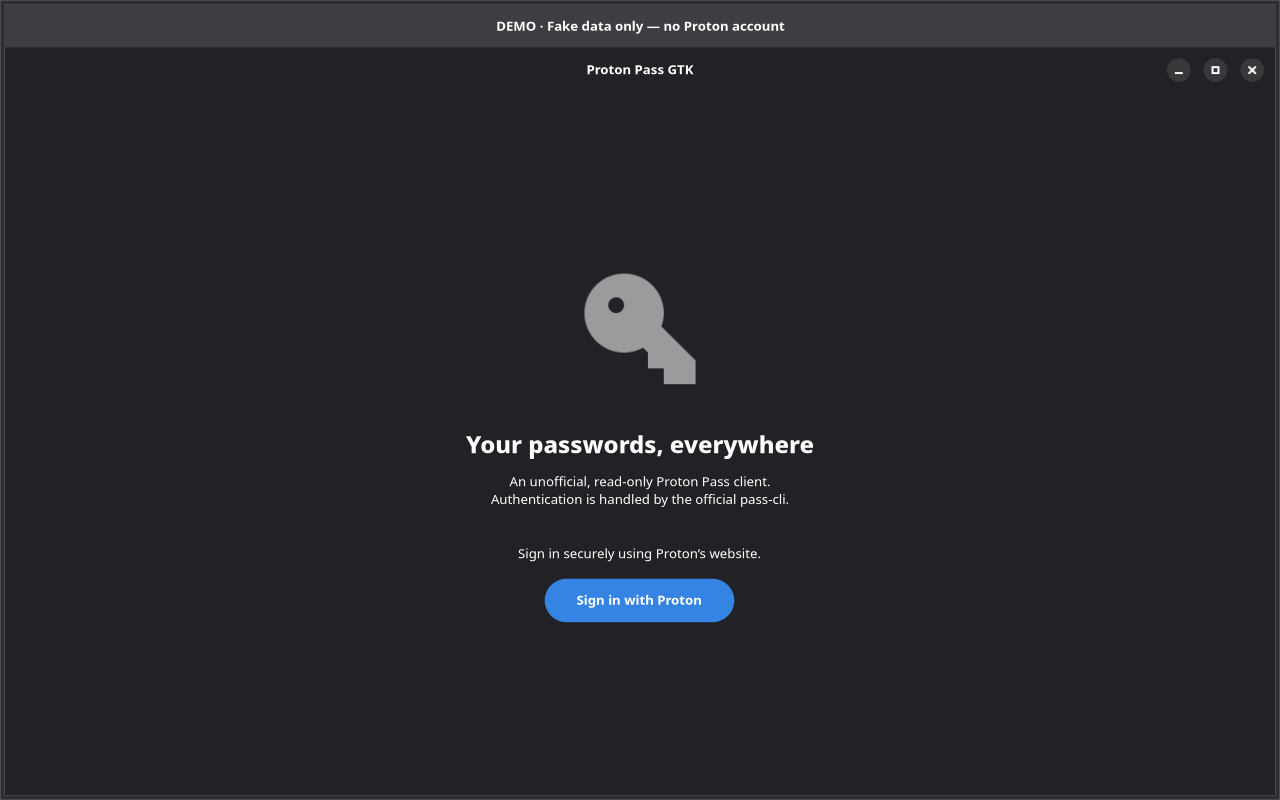 DEMO · Fake data only — no Proton account
Proton Pass GTK
Your passwords, everywhere
An unofficial, read-only Proton Pass client.
Authentication is handled by the official pass-cli.
Sign in securely using Proton’s website.
Sign in with Proton